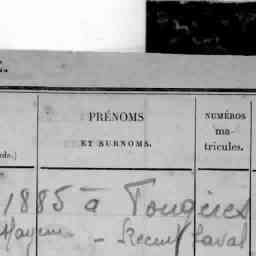 PRÉNOMS
ET SURNOMS.
NUMÉROS
ma-
tricules.
1885 à Fougères
Mayenne - Recrut Laval